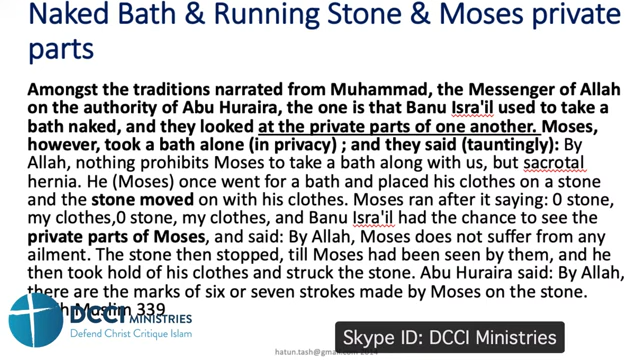 Naked Bath & Running Stone & Moses private
parts
Amongst the traditions narrated from Muhammad, the Messenger of Allah
on the authority of Abu Huraira, the one is that Banu Isra'il used to take a
bath naked, and they looked at the private parts of one another. Moses,
however, took a bath alone (in privacy) ; and they said (tauntingly): By
Allah, nothing prohibits Moses to take a bath along with us, but sacrotal
hernia. He (Moses) once went for a bath and placed his clothes on a stone
and the stone moved on with his clothes. Moses ran after it saying: 0 stone,
my clothes,0 stone, my clothes, and Banu Isra'il had the chance to see the
private parts of Moses, and said: By Allah, Moses does not suffer from any
ailment. The stone then stopped, till Moses had been seen by them, and he
then took hold of his clothes and struck the stone. Abu Huraira said: By Allah,
there are the marks of six or seven strokes made by Moses on the stone.
Muslim 339
DCCI MINISTRIES
Defend Christ Critique Islam
Skype ID: DCCI Ministries